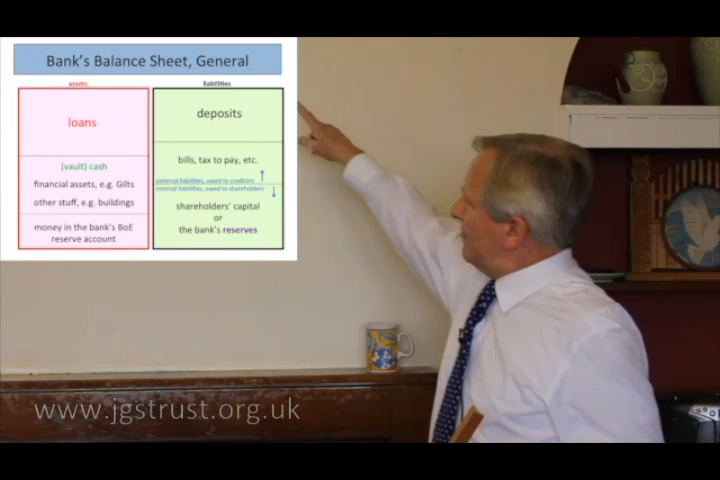 Bank's Balance Sheet, General
assets
liabilities
loans
(vault) cash
financial assets, e.g. Gilts
other stuff, e.g. buildings
money in the bank's BoE
reserve account
deposits
bills, tax to pay, etc.
external liabilities, owed to creditors
internal liabilities, owed to shareholders
shareholders' capital
or
the bank's reserves
www.jgstrust.org.uk